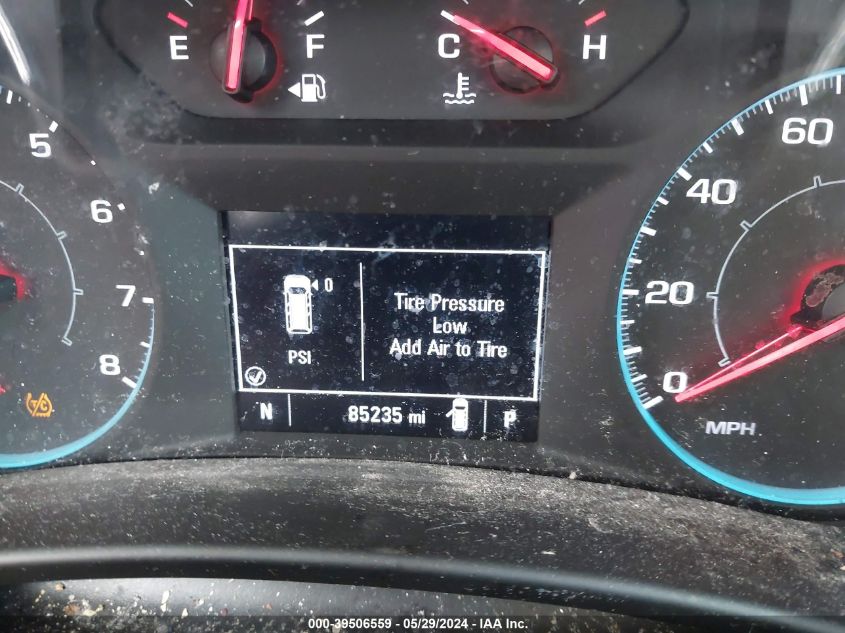 E F
C H
5
6
7
8
60
40
20
0
MPH
0
PSI
Tire Pressure
Low
Add Air to Tire
N
85235 mi
P
TC
000-39506559 - 05/29/2024 - IAA Inc.